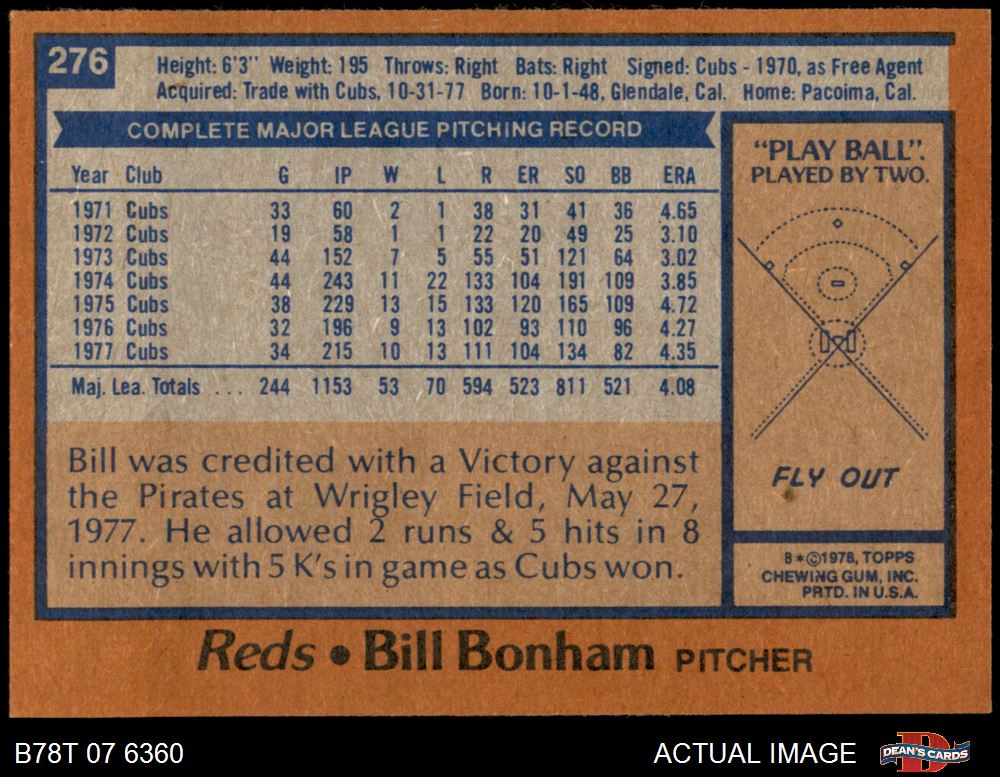 276
Height: 6'3" Weight: 195 Throws: Right Bats: Right Signed: Cubs - 1970, as Free Agent
Acquired: Trade with Cubs, 10-31-77 Born: 10-1-48, Glendale, Cal. Home: Pacoima, Cal.
COMPLETE MAJOR LEAGUE PITCHING RECORD
Year Club G IP W L R ER SO BB ERA
1971 Cubs 33 60 2 1 38 31 41 36 4.65
1972 Cubs 19 58 1 1 22 20 49 25 3.10
1973 Cubs 44 152 7 5 55 51 121 64 3.02
1974 Cubs 44 243 11 22 133 104 191 109 3.85
1975 Cubs 38 229 13 15 133 120 165 109 4.72
1976 Cubs 32 196 9 13 102 93 110 96 4.27
1977 Cubs 34 215 10 13 111 104 134 82 4.35
Maj. Lea. Totals ... 244 1153 53 70 594 523 811 521 4.08
Bill was credited with a Victory against
the Pirates at Wrigley Field, May 27,
1977. He allowed 2 runs & 5 hits in 8
innings with 5 K's in game as Cubs won.
"PLAY BALL".
PLAYED BY TWO.
FLY OUT
B*©1978, TOPPS
CHEWING GUM, INC.
PRTD. IN U.S.A.
Reds • Bill Bonham PITCHER
B78T 07 6360
ACTUAL IMAGE
D
DEAN'S CARDS